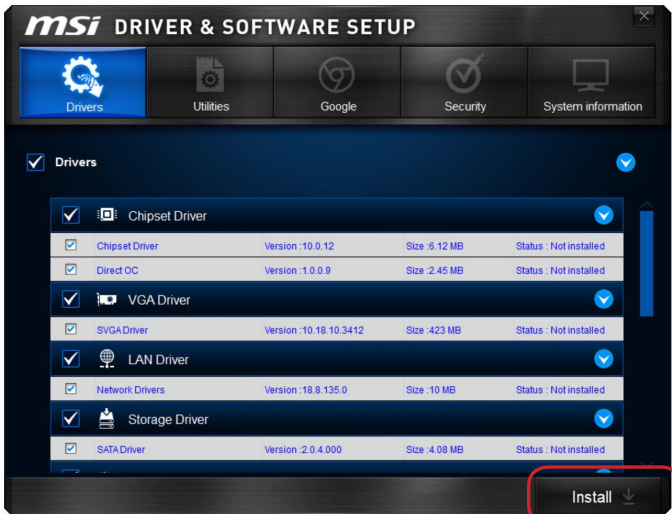 msi DRIVER & SOFTWARE SETUP
Drivers Utilities Google Security System information
Drivers
Chipset Driver
Chipset Driver Version :10.0.12 Size :6.12 MB Status : Not installed
Direct OC Version :1.0.0.9 Size :2.45 MB Status : Not installed
VGA Driver
SVGA Driver Version :10.18.10.3412 Size :423 MB Status : Not installed
LAN Driver
Network Drivers Version :18.8.135.0 Size :10 MB Status : Not installed
Storage Driver
SATA Driver Version :2.0.4.000 Size :4.08 MB Status : Not installed
Install